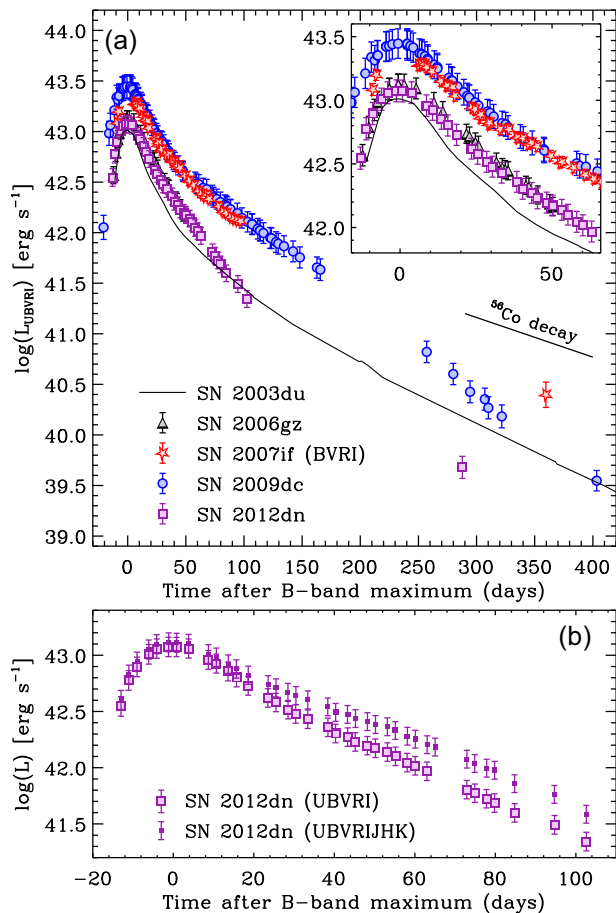 (a)
log(L_UBVRI) [erg s⁻¹]
44.0
43.5
43.0
42.5
42.0
41.5
41.0
40.5
40.0
39.5
39.0
43.5
43.0
42.5
42.0
0
50
⁵⁶Co decay
SN 2003du
SN 2006gz
SN 2007if (BVRI)
SN 2009dc
SN 2012dn
0 50 100 150 200 250 300 350 400
Time after B-band maximum (days)
(b)
log(L) [erg s⁻¹]
43.0
42.5
42.0
41.5
SN 2012dn (UBVRI)
SN 2012dn (UBVRIJHK)
-20 0 20 40 60 80 100
Time after B-band maximum (days)